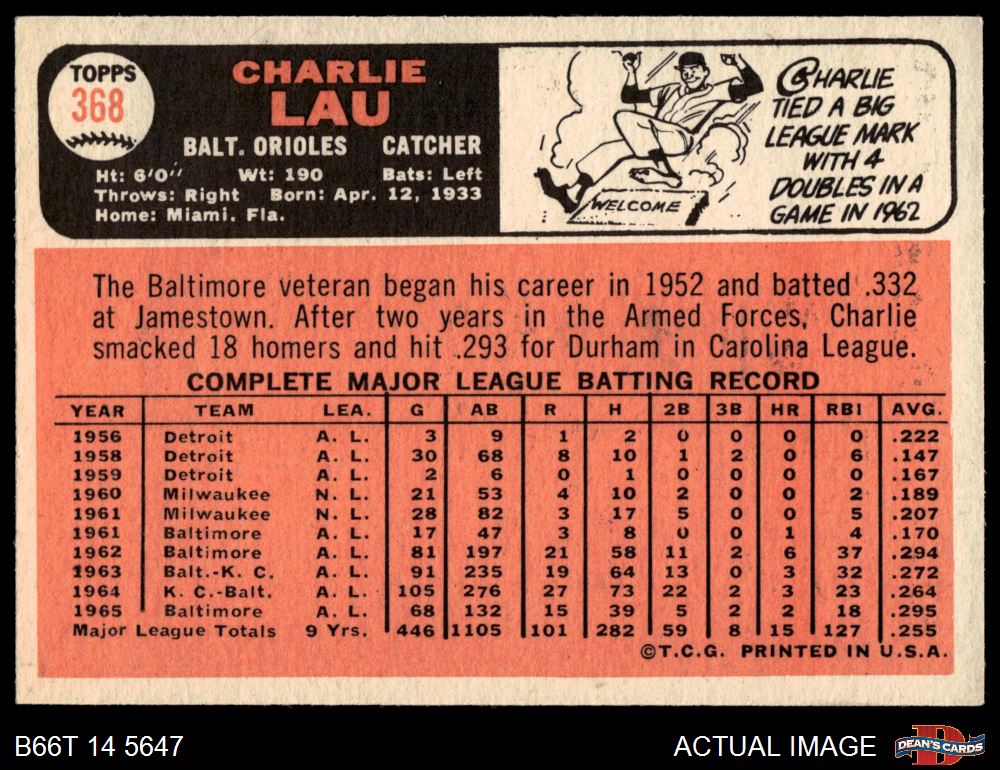 TOPPS
368
CHARLIE
LAU
BALT. ORIOLES CATCHER
Ht: 6'0'' Wt: 190 Bats: Left
Throws: Right Born: Apr. 12, 1933
Home: Miami. Fla.
WELCOME
CHARLIE
TIED A BIG
LEAGUE MARK
WITH 4
DOUBLES IN A
GAME IN 1962
The Baltimore veteran began his career in 1952 and batted .332
at Jamestown. After two years in the Armed Forces, Charlie
smacked 18 homers and hit .293 for Durham in Carolina League.
COMPLETE MAJOR LEAGUE BATTING RECORD
YEAR TEAM LEA. G AB R H 2B 3B HR RBI AVG.
1956 Detroit A. L. 3 9 1 2 0 0 0 0 .222
1958 Detroit A. L. 30 68 8 10 1 2 0 6 .147
1959 Detroit A. L. 2 6 0 1 0 0 0 0 .167
1960 Milwaukee N. L. 21 53 4 10 2 0 0 2 .189
1961 Milwaukee N. L. 28 82 3 17 5 0 0 5 .207
1961 Baltimore A. L. 17 47 3 8 0 0 1 4 .170
1962 Baltimore A. L. 81 197 21 58 11 2 6 37 .294
1963 Balt.-K. C. A. L. 91 235 19 64 13 0 3 32 .272
1964 K. C.-Balt. A. L. 105 276 27 73 22 2 3 23 .264
1965 Baltimore A. L. 68 132 15 39 5 2 2 18 .295
Major League Totals 9 Yrs. 446 1105 101 282 59 8 15 127 .255
©T.C.G. PRINTED IN U.S.A.
B66T 14 5647
ACTUAL IMAGE
DEAN'S CARDS